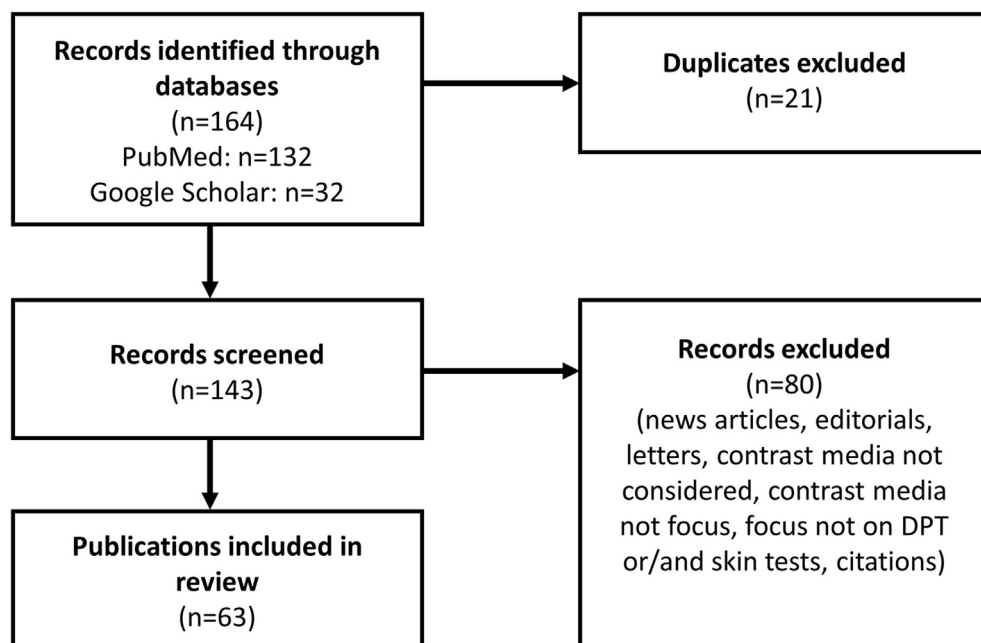 Records identified through
databases
(n=164)
PubMed: n=132
Google Scholar: n=32
Duplicates excluded
(n=21)
Records screened
(n=143)
Records excluded
(n=80)
(news articles, editorials,
letters, contrast media not
considered, contrast media
not focus, focus not on DPT
or/and skin tests, citations)
Publications included in
review
(n=63)